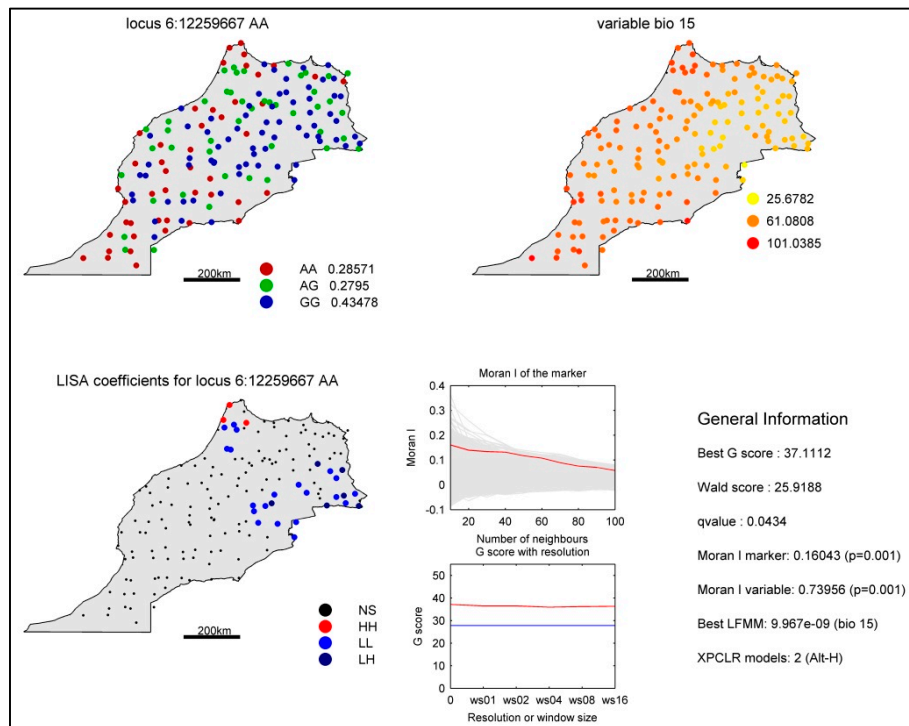 locus 6:12259667 AA
variable bio 15
25.6782
61.0808
101.0385
200km
200km
AA 0.28571
AG 0.2795
GG 0.43478
LISA coefficients for locus 6:12259667 AA
NS
HH
LL
LH
200km
Moran I of the marker
Moran I
0.4
0.3
0.2
0.1
0
-0.1
20 40 60 80 100
Number of neighbours
G score with resolution
G score
50
40
30
20
10
0
0 ws01 ws02 ws04 ws08 ws16
Resolution or window size
General Information
Best G score : 37.1112
Wald score : 25.9188
qvalue : 0.0434
Moran I marker: 0.16043 (p=0.001)
Moran I variable: 0.73956 (p=0.001)
Best LFMM: 9.967e-09 (bio 15)
XPCLR models: 2 (Alt-H)